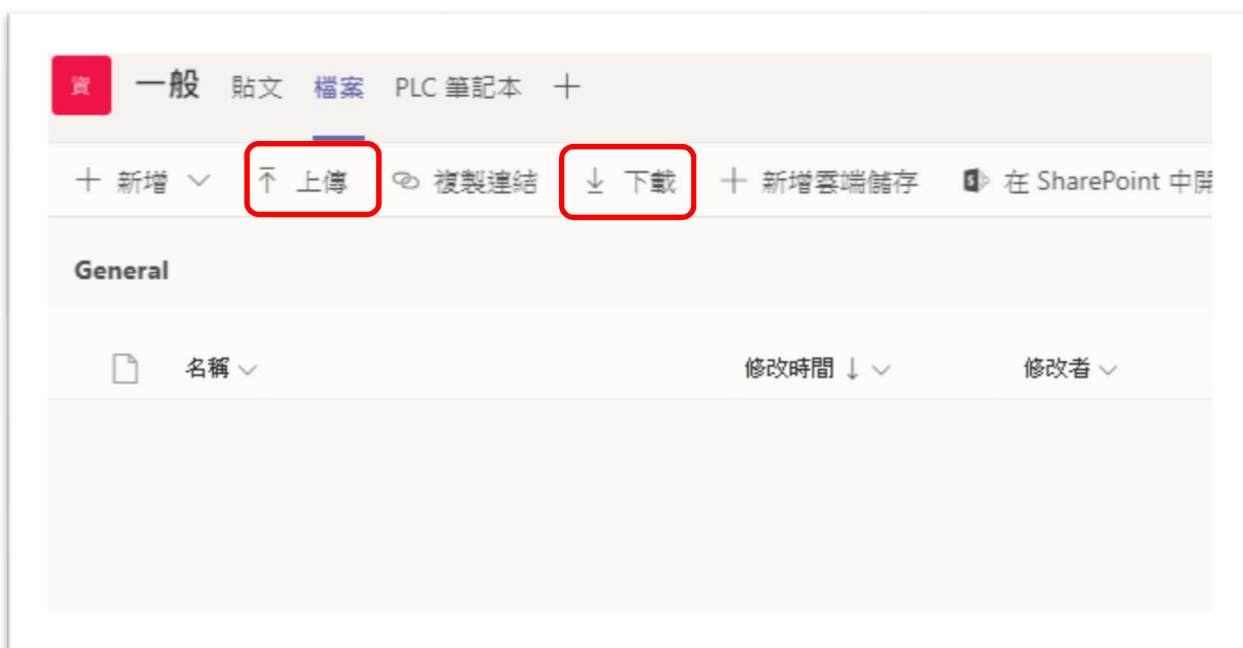 資 一般 貼文 檔案 PLC 筆記本 +
+ 新增 上傳 複製連結 下載 + 新增雲端儲存 在 SharePoint 中開
General
名稱 修改時間 ↓ 修改者